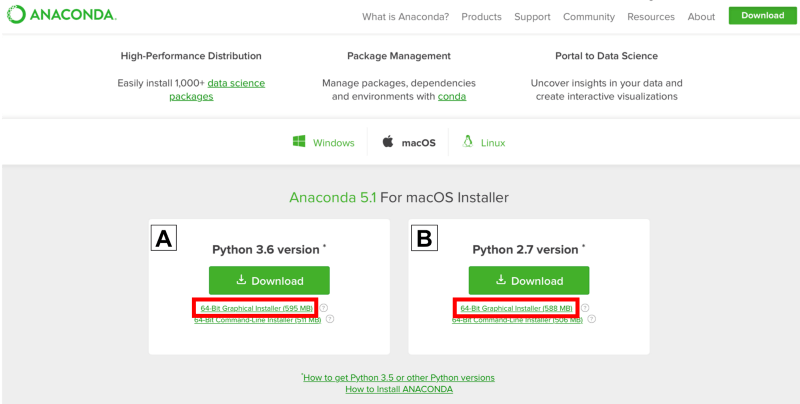 ANACONDA.
What is Anaconda? Products Support Community Resources About Download
High-Performance Distribution
Easily install 1,000+ data science
packages
Package Management
Manage packages, dependencies
and environments with conda
Portal to Data Science
Uncover insights in your data and
create interactive visualizations
Windows macOS Linux
Anaconda 5.1 For macOS Installer
A
Python 3.6 version *
Download
64-Bit Graphical Installer (595 MB) ?
64-Bit Command-Line Installer (511 MB) ?
B
Python 2.7 version *
Download
64-Bit Graphical Installer (588 MB) ?
64-Bit Command-Line Installer (506 MB) ?
*How to get Python 3.5 or other Python versions
How to Install ANACONDA